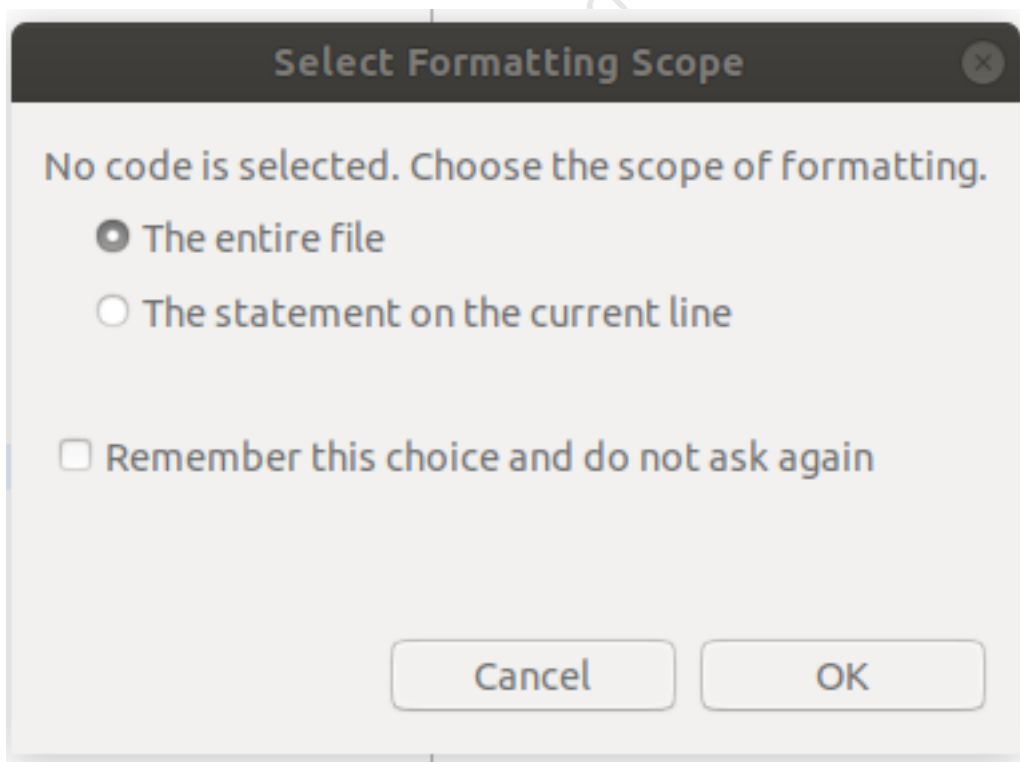 Select Formatting Scope
No code is selected. Choose the scope of formatting.
The entire file
The statement on the current line
Remember this choice and do not ask again
Cancel
OK